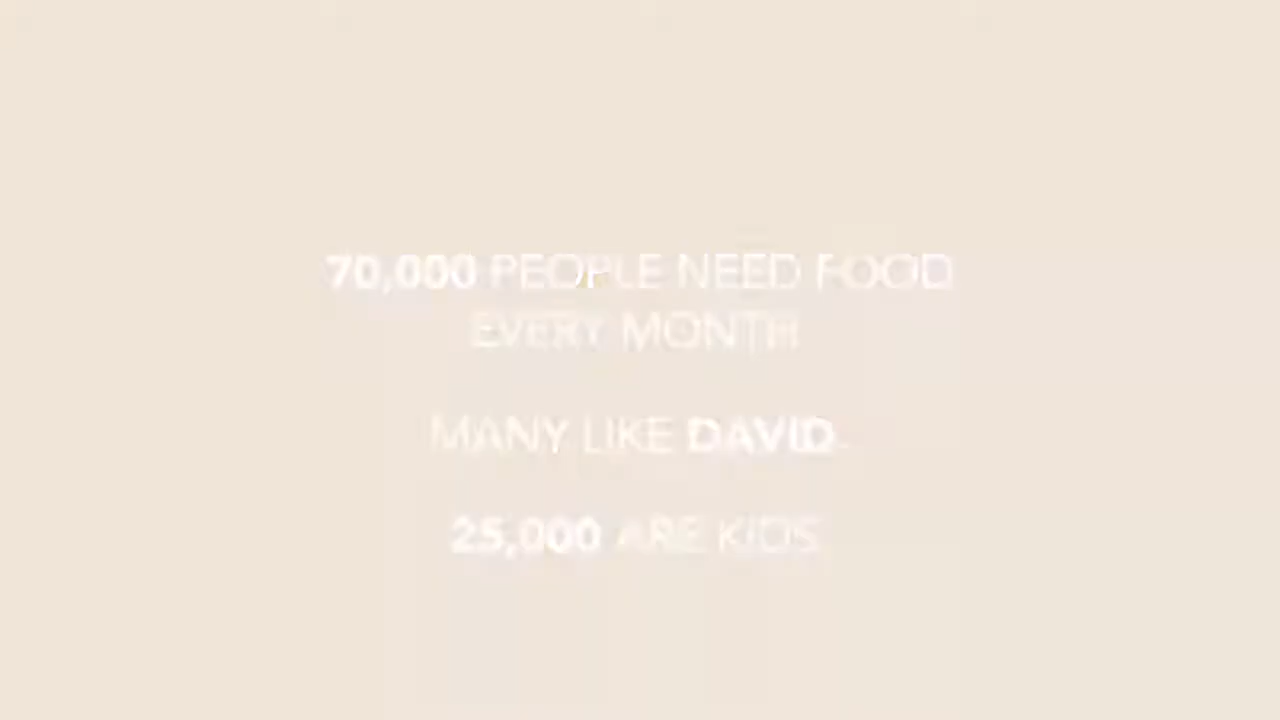 70,000 PEOPLE NEED FOOD
EVERY MONTH
MANY LIKE DAVID.
25,000 ARE KIDS